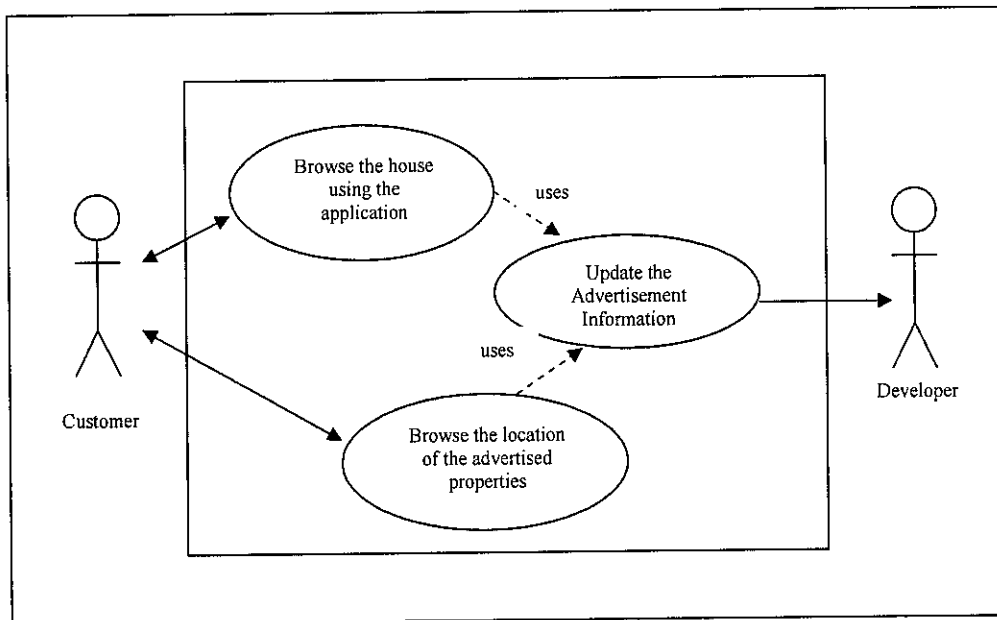 Browse the house
using the
application
uses
Update the
Advertisement
Information
uses
Customer
Developer
Browse the location
of the advertised
properties